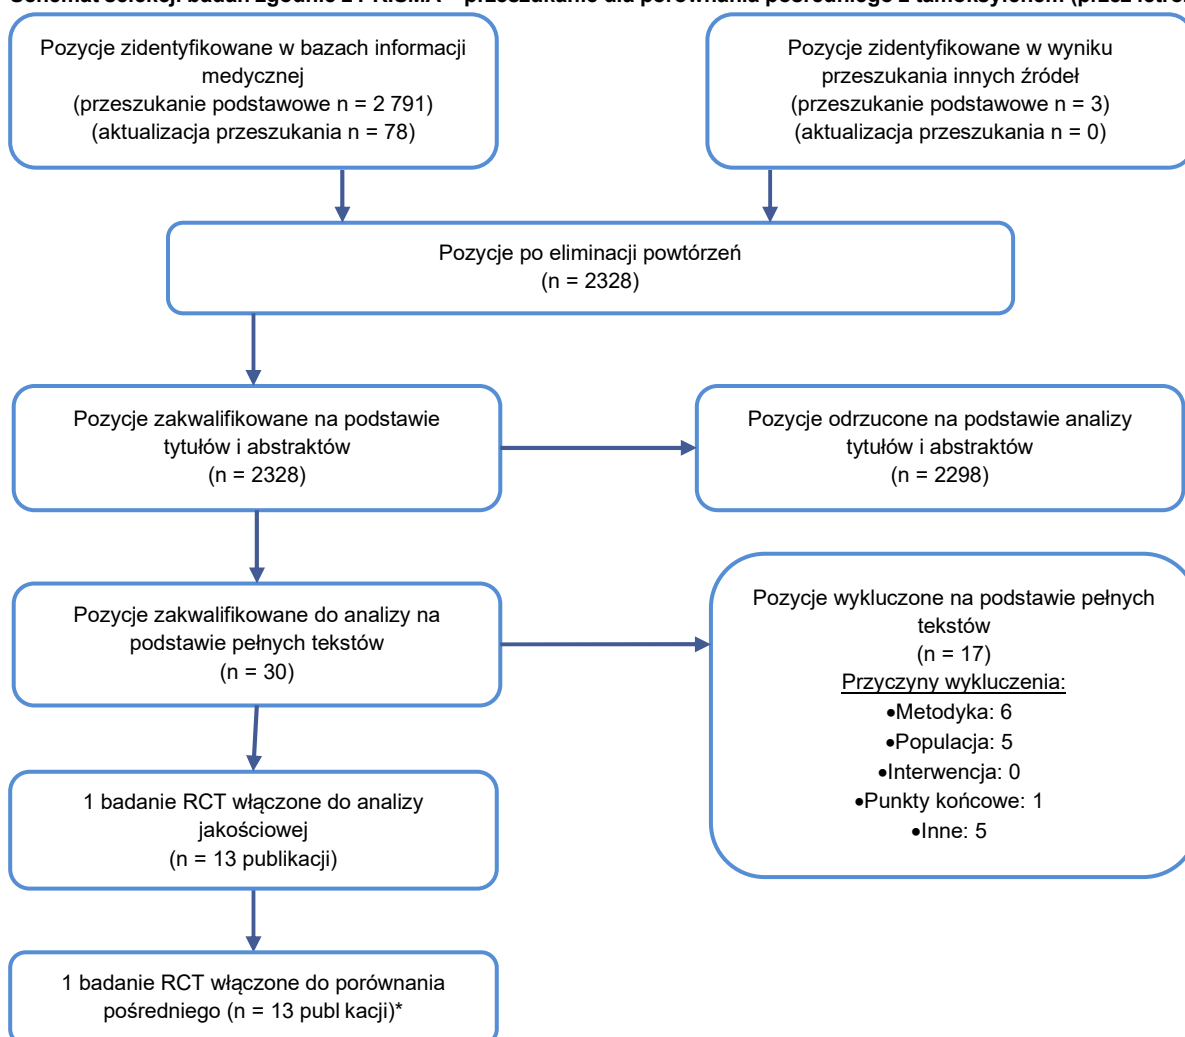 Pozycje zidentyfikowane w bazach informacji
medycznej
(przeszukanie podstawowe n = 2 791)
(aktualizacja przeszukania n = 78)
Pozycje zidentyfikowane w wyniku
przeszukania innych źródeł
(przeszukanie podstawowe n = 3)
(aktualizacja przeszukania n = 0)
Pozycje po eliminacji powtórzeń
(n = 2328)
Pozycje zakwalifikowane na podstawie
tytułów i abstraktów
(n = 2328)
Pozycje odrzucone na podstawie analizy
tytułów i abstraktów
(n = 2298)
Pozycje zakwalifikowane do analizy na
podstawie pełnych tekstów
(n = 30)
Pozycje wykluczone na podstawie pełnych
tekstów
(n = 17)
Przyczyny wykluczenia:
•Metodyka: 6
•Populacja: 5
•Interwencja: 0
•Punkty końcowe: 1
•Inne: 5
1 badanie RCT włączone do analizy
jakościowej
(n = 13 publikacji)
1 badanie RCT włączone do porównania
pośredniego (n = 13 publ kacji)*